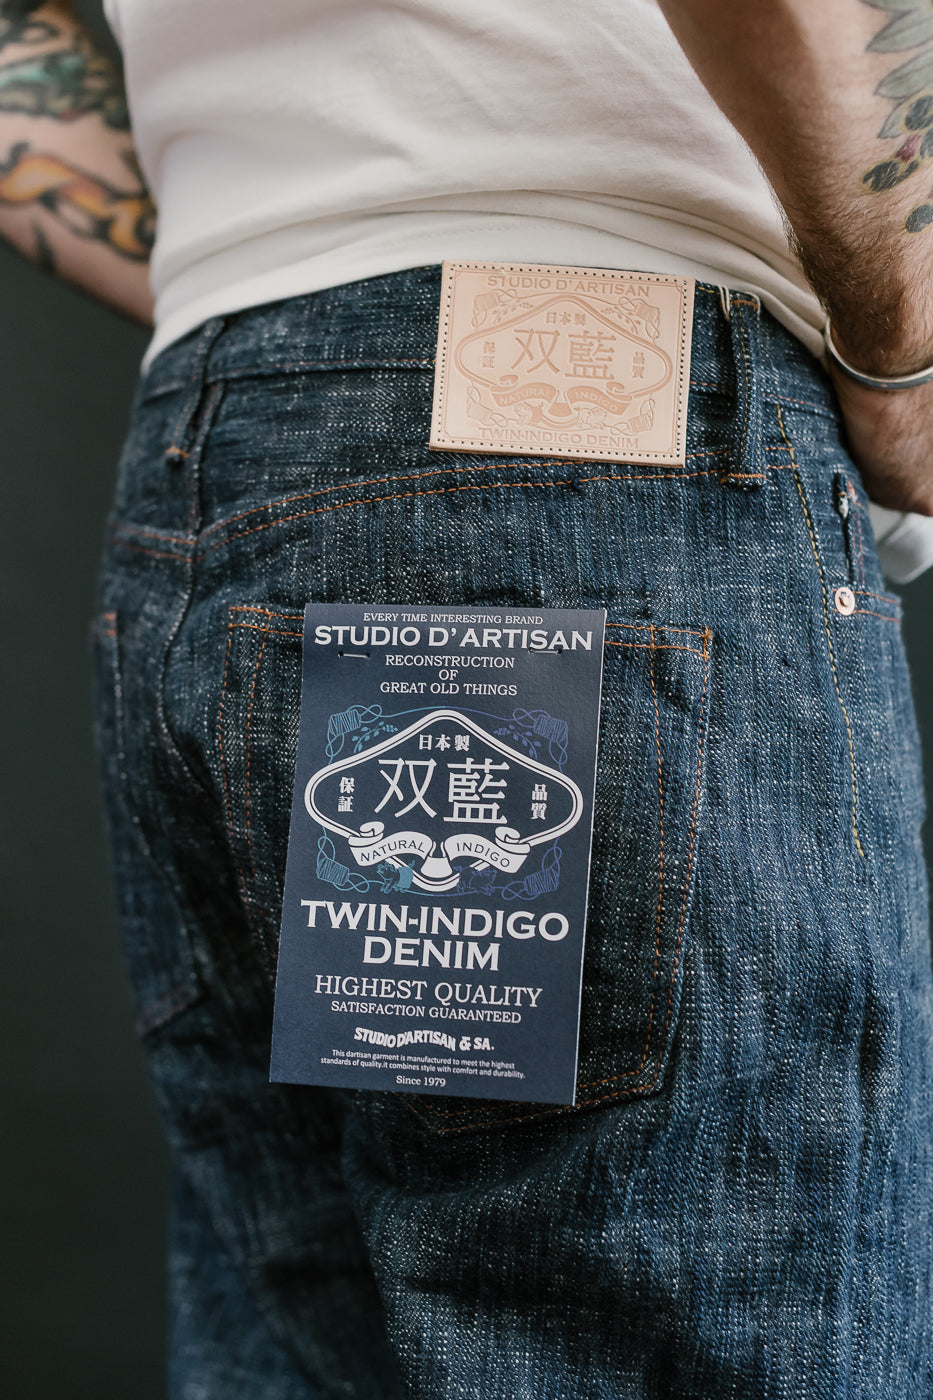 STUDIO D'ARTISAN
日本製
保証
双藍
品質
NATURAL INDIGO
TWIN-INDIGO DENIM
EVERY TIME INTERESTING BRAND
STUDIO D'ARTISAN
RECONSTRUCTION
OF
GREAT OLD THINGS
日本製
保証
双藍
品質
NATURAL INDIGO
TWIN-INDIGO
DENIM
HIGHEST QUALITY
SATISFACTION GUARANTEED
STUDIO D'ARTISAN & SA.
This dartisan garment is manufactured to meet the highest
standards of quality.it combines style with comfort and durability.
Since 1979